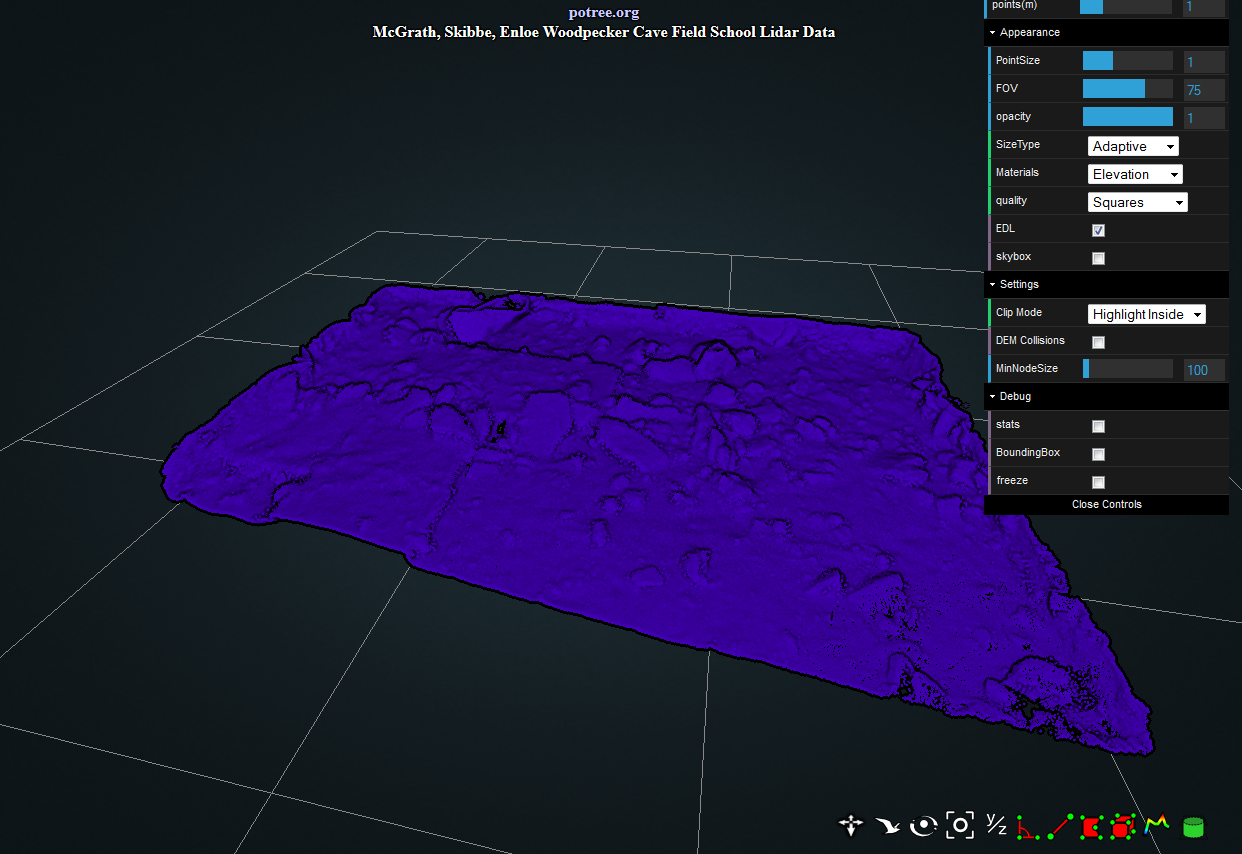 potree.org
McGrath, Skibbe, Enloe Woodpecker Cave Field School Lidar Data
points(m) 1
Appearance
PointSize 1
FOV 75
opacity 1
SizeType Adaptive
Materials Elevation
quality Squares
EDL
skybox
Settings
Clip Mode Highlight Inside
DEM Collisions
MinNodeSize 100
Debug
stats
BoundingBox
freeze
Close Controls
y/z